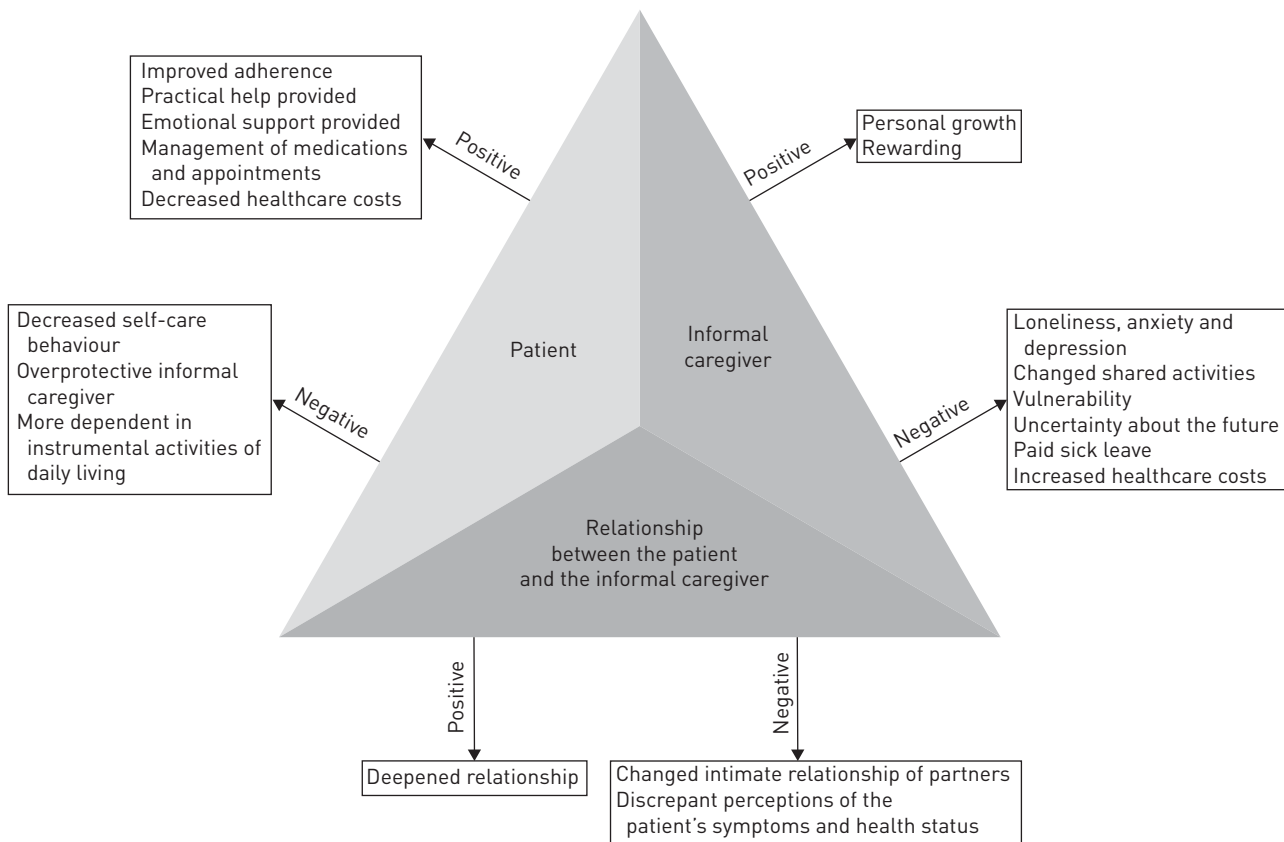 Improved adherence
Practical help provided
Emotional support provided
Management of medications
and appointments
Decreased healthcare costs
Positive
Positive
Personal growth
Rewarding
Decreased self-care
behaviour
Overprotective informal
caregiver
More dependent in
instrumental activities of
daily living
Negative
Patient
Informal
caregiver
Negative
Loneliness, anxiety and
depression
Changed shared activities
Vulnerability
Uncertainty about the future
Paid sick leave
Increased healthcare costs
Relationship
between the patient
and the informal caregiver
Positive
Negative
Deepened relationship
Changed intimate relationship of partners
Discrepant perceptions of the
patient's symptoms and health status